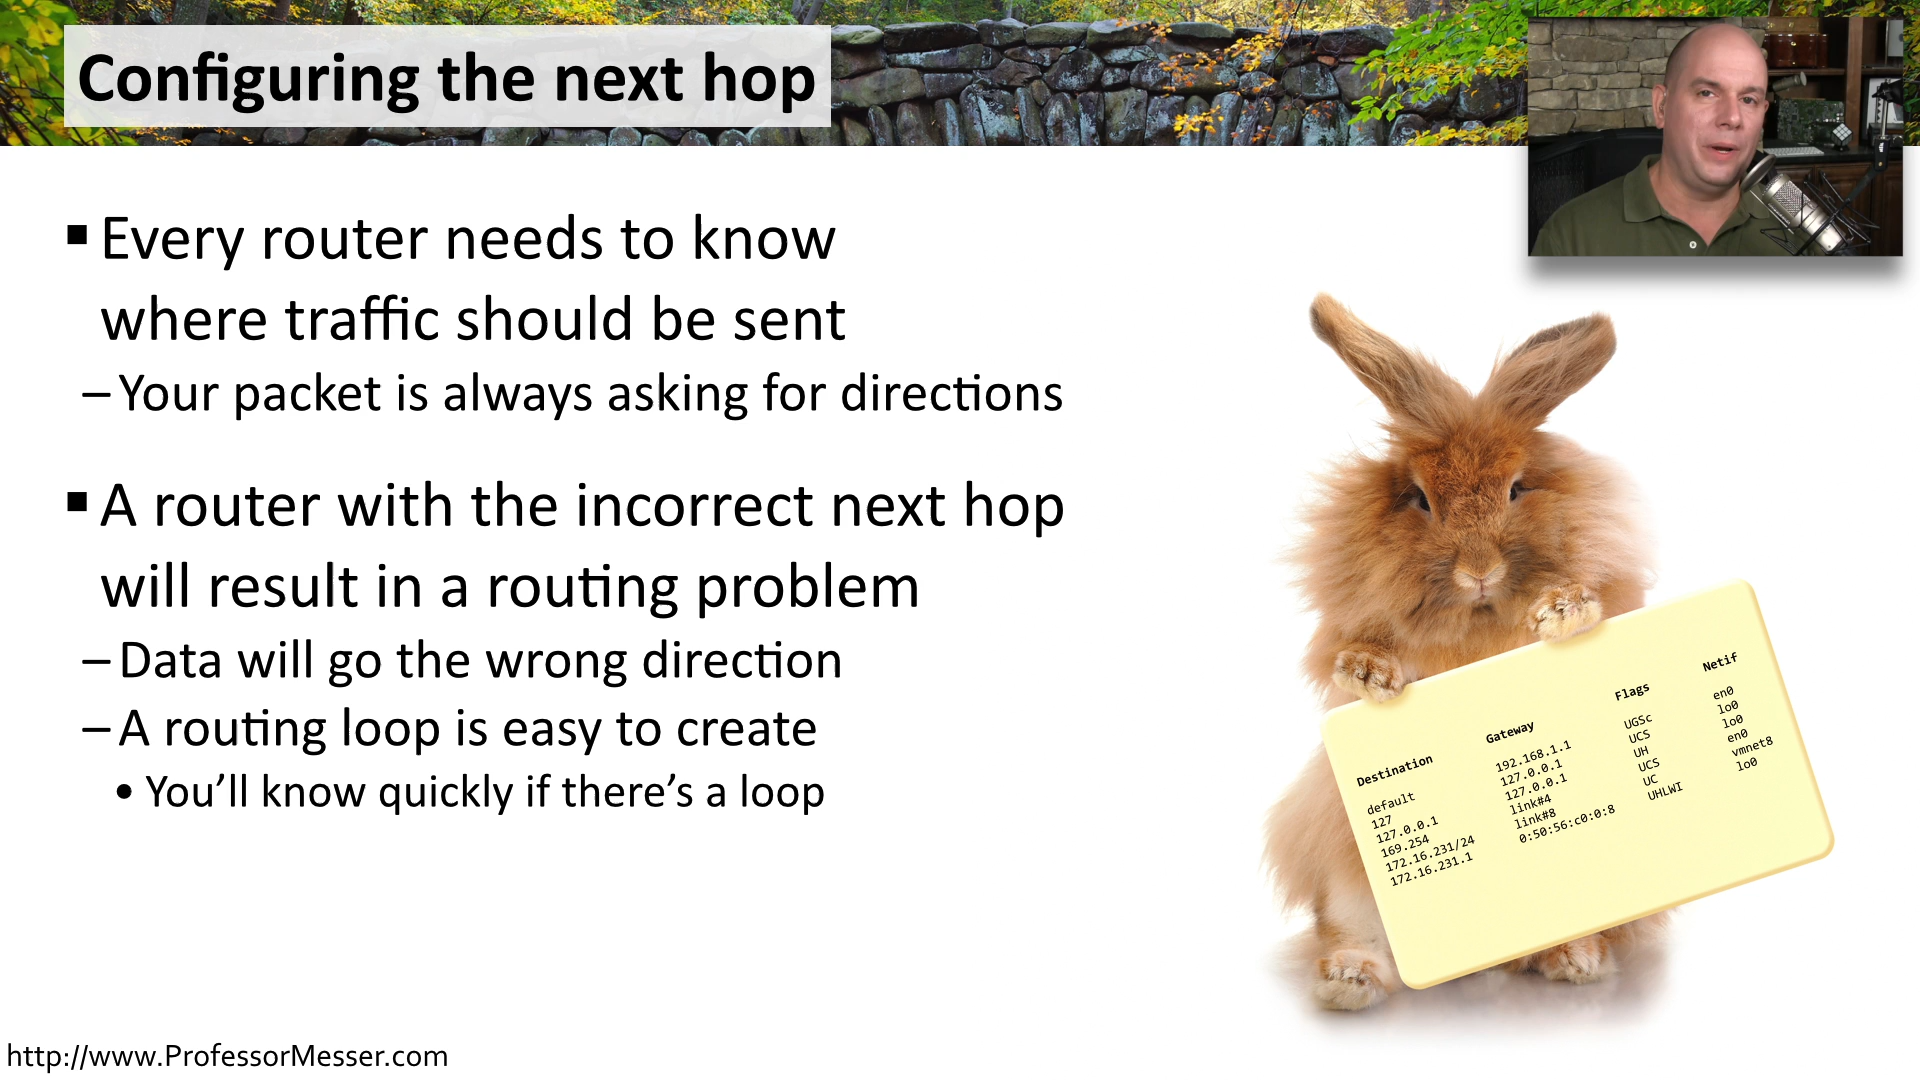 Configuring the next hop
▪ Every router needs to know
where traffic should be sent
– Your packet is always asking for directions
▪ A router with the incorrect next hop
will result in a routing problem
– Data will go the wrong direction
– A routing loop is easy to create
• You’ll know quickly if there’s a loop
Destination Gateway Flags Netif
default 192.168.1.1 UGSc en0
127 127.0.0.1 UCS lo0
127.0.0.1 127.0.0.1 UH lo0
169.254 link#4 UCS en0
172.16.231/24 link#8 UC vmnet8
172.16.231.1 0:50:56:c0:0:8 UHLWI lo0
http://www.ProfessorMesser.com